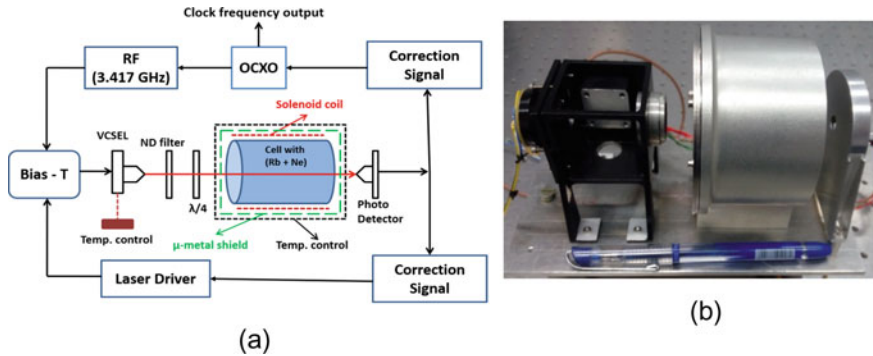 Clock frequency output
RF
(3.417 GHz)
OCXO
Correction
Signal
Solenoid coil
VCSEL
ND filter
Cell with
(Rb + Ne)
Bias - T
λ/4
Photo
Detector
Temp. control
μ-metal shield
Temp. control
Laser Driver
Correction
Signal
(a)
(b)